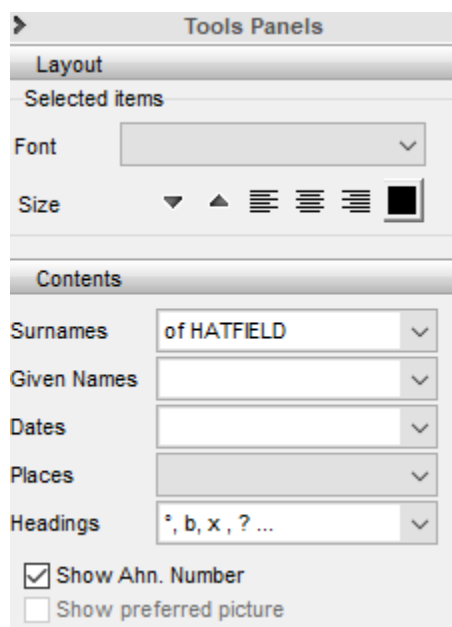 Tools Panels
Layout
Selected items
Font
Size
Contents
Surnames of HATFIELD
Given Names
Dates
Places
Headings °, b, x , ? ...
Show Ahn. Number
Show preferred picture